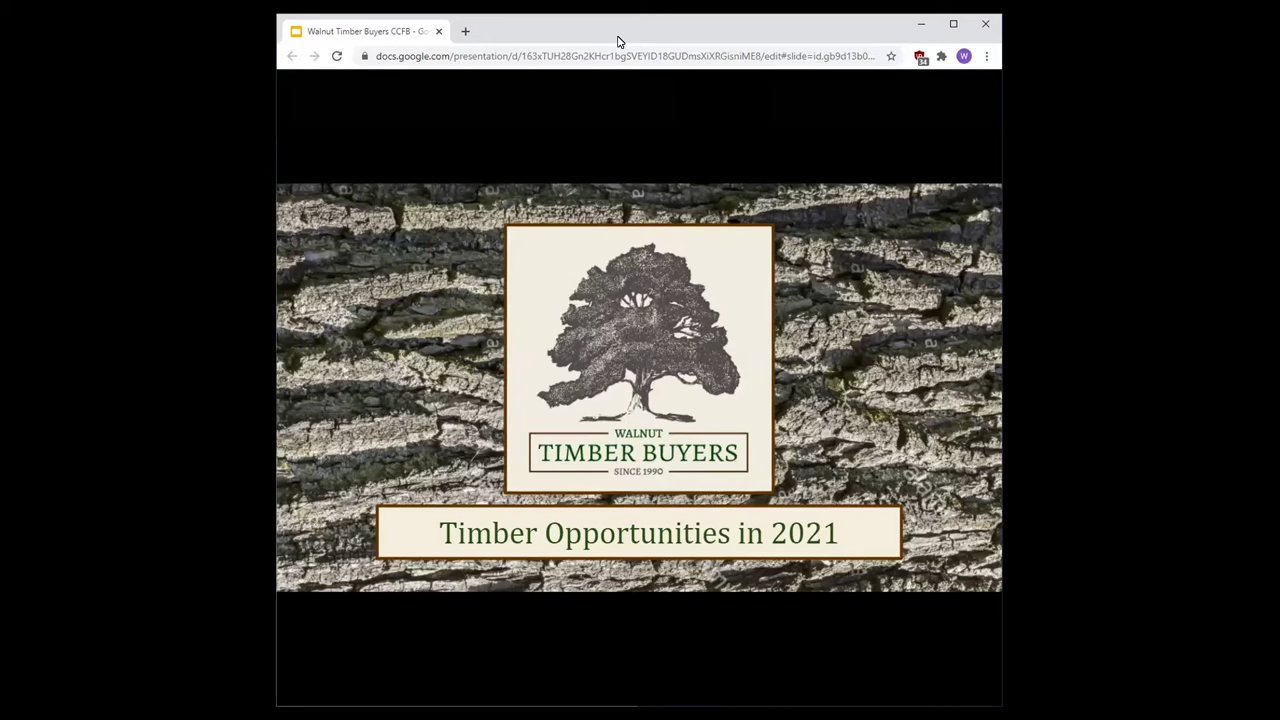 Walnut Timber Buyers CCFB - Go
docs.google.com/presentation/d/163xTUH28Gn2KHcr1bgSVEYID18GUDmsXiXRGisniME8/edit#slide=id.gb9d13b0...
34
W
WALNUT
TIMBER BUYERS
SINCE 1990
Timber Opportunities in 2021